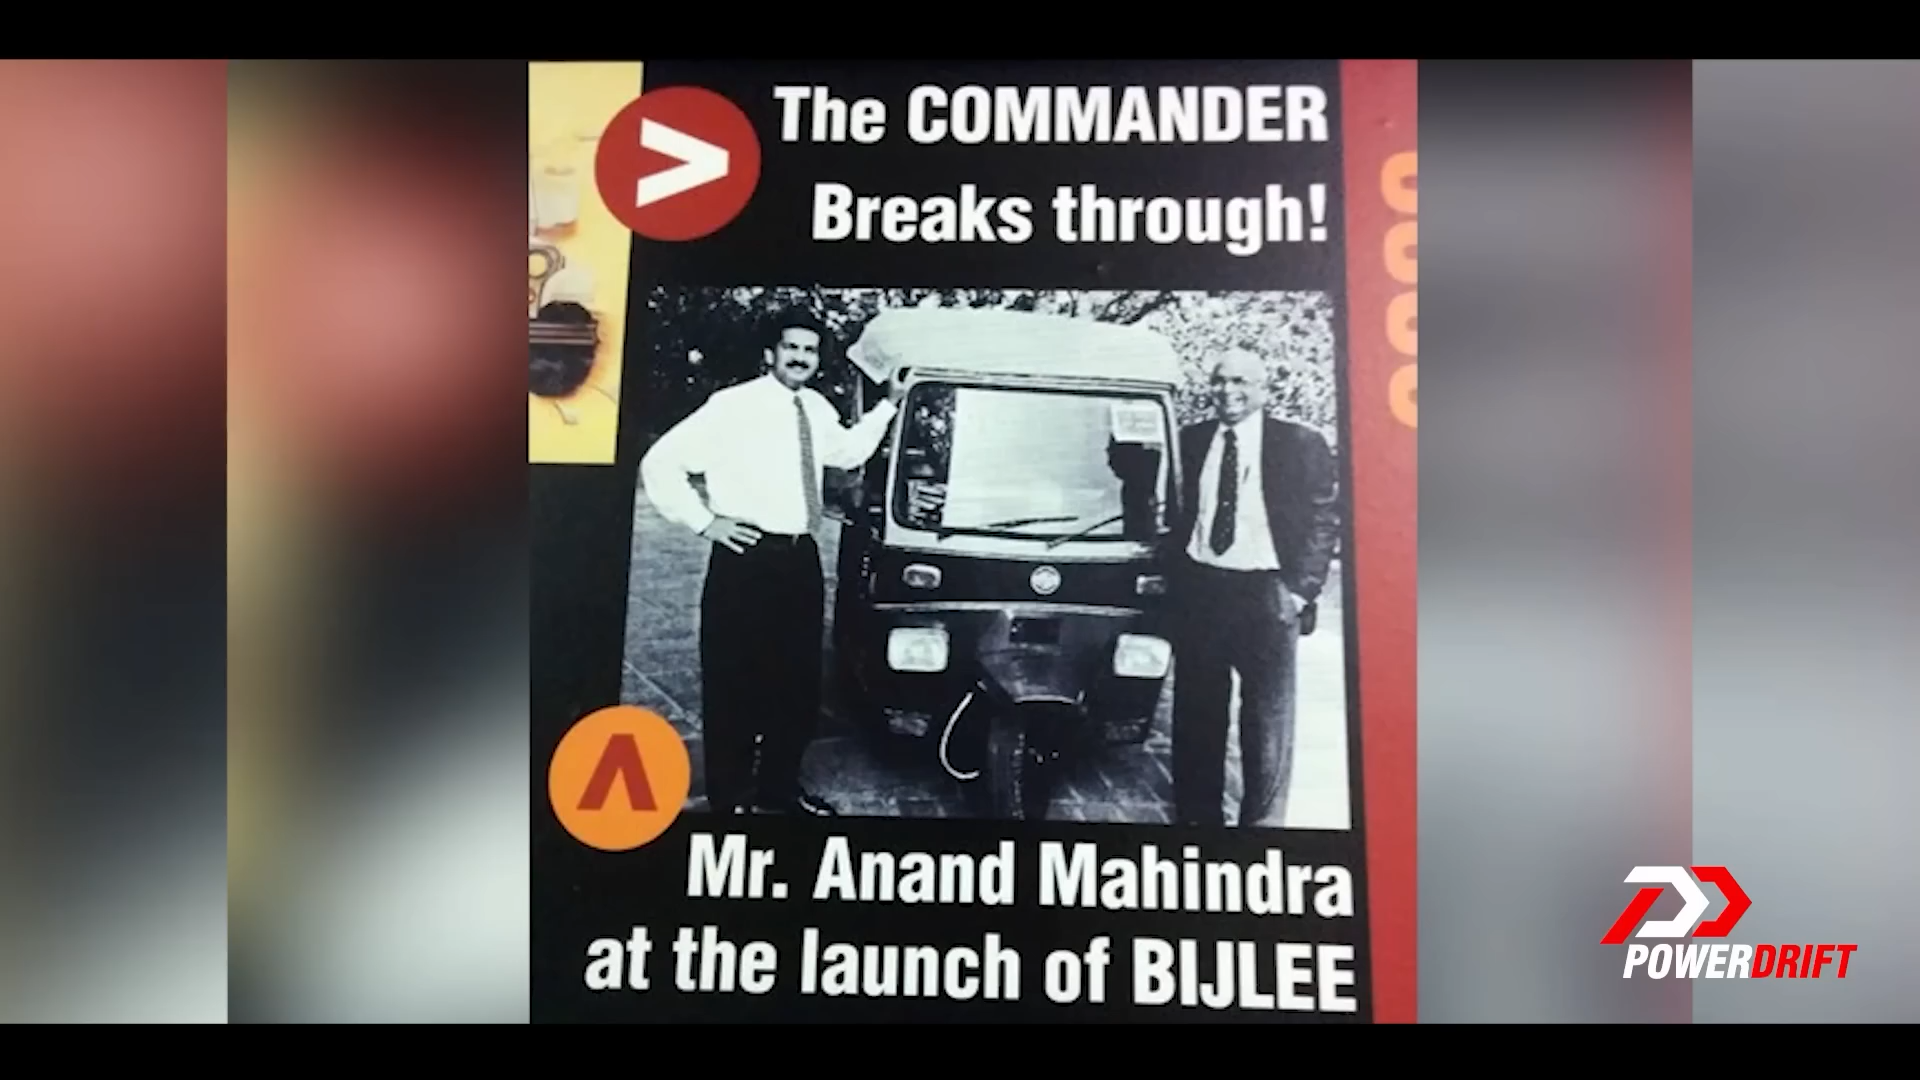 The COMMANDER
Breaks through!
Mr. Anand Mahindra
at the launch of BIJLEE
POWERDRIFT